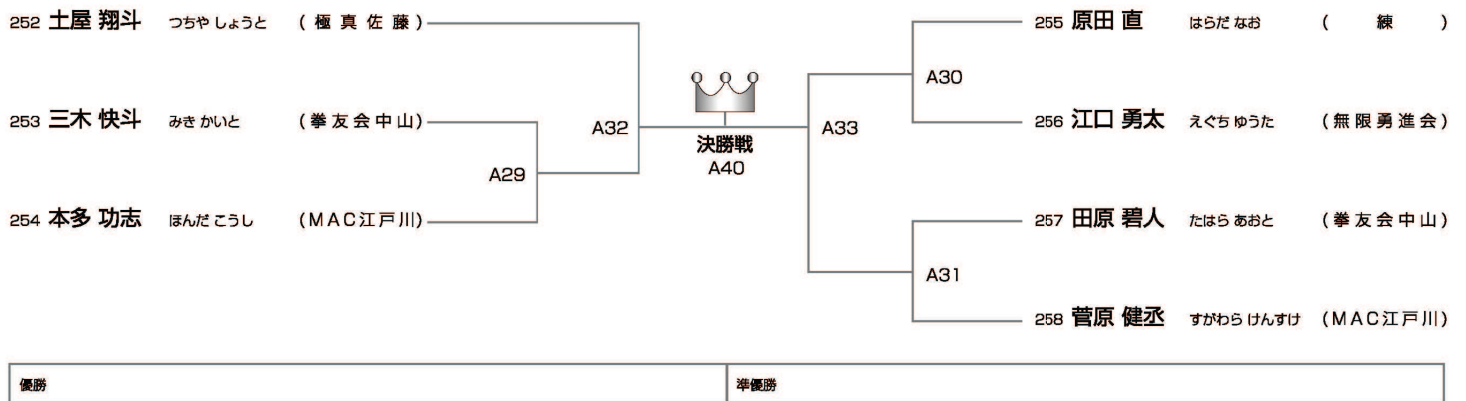 252 土屋 翔斗 つちや しょうと (極真佐藤)
253 三木 快斗 みき かいと (拳友会中山)
254 本多 功志 ほんだ こうし (MAC江戸川)
A29
A32
決勝戦
A40
A33
A30
A31
255 原田 直 はらだ なお (練)
256 江口 勇太 えぐち ゆうた (無限勇進会)
257 田原 碧人 たはら あおと (拳友会中山)
258 菅原 健丞 すがわら けんすけ (MAC江戸川)
優勝
準優勝